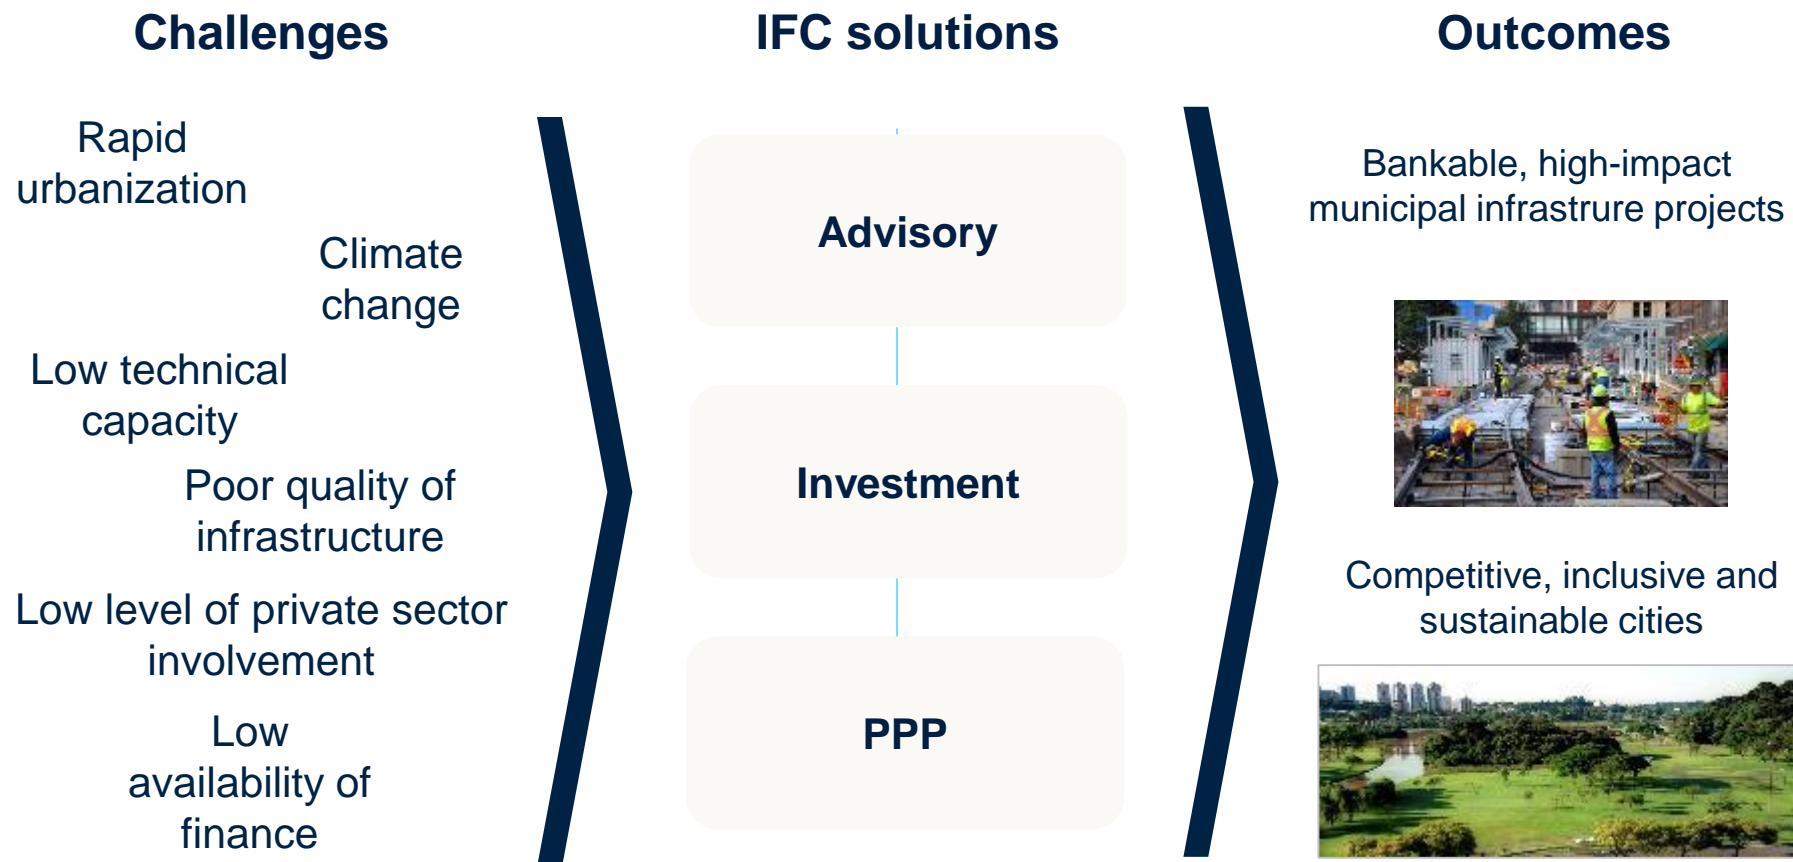 Challenges
Rapid
urbanization
Climate
change
Low technical
capacity
Poor quality of
infrastructure
Low level of private sector
involvement
Low
availability of
finance
IFC solutions
Advisory
Investment
PPP
Outcomes
Bankable, high-impact
municipal infrastrure projects
Competitive, inclusive and
sustainable cities